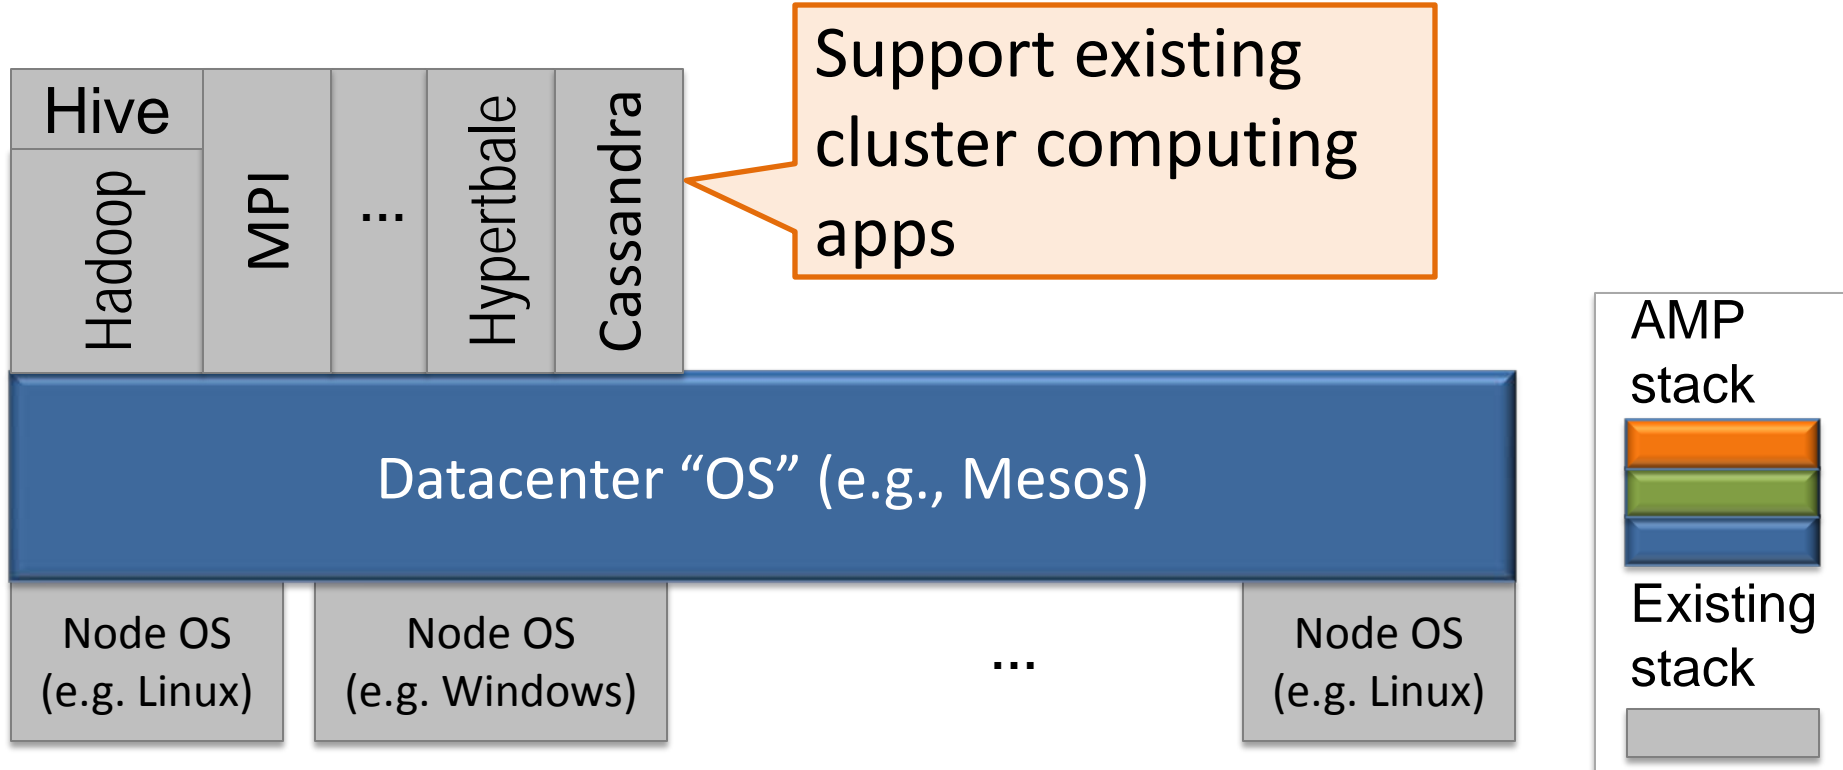 Support existing
cluster computing
apps
Hive
Hadoop
MPI
...
Hypertbale
Cassandra
Datacenter “OS” (e.g., Mesos)
Node OS
(e.g. Linux)
Node OS
(e.g. Windows)
...
Node OS
(e.g. Linux)
AMP
stack
Existing
stack